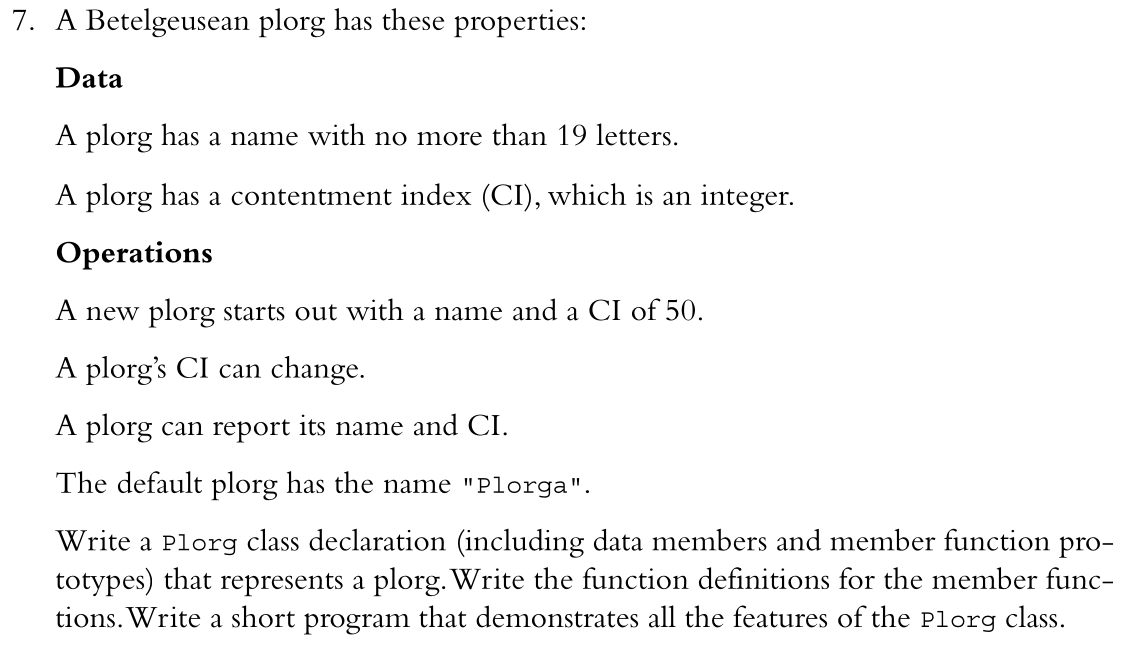 7. A Betelgeusean plorg has these properties:
Data
A plorg has a name with no more than 19 letters.
A plorg has a contentment index (CI), which is an integer.
Operations
A new plorg starts out with a name and a CI of 50.
A plorg’s CI can change.
A plorg can report its name and CI.
The default plorg has the name "Plorga".
Write a Plorg class declaration (including data members and member function pro-
totypes) that represents a plorg. Write the function definitions for the member func-
tions. Write a short program that demonstrates all the features of the Plorg class.